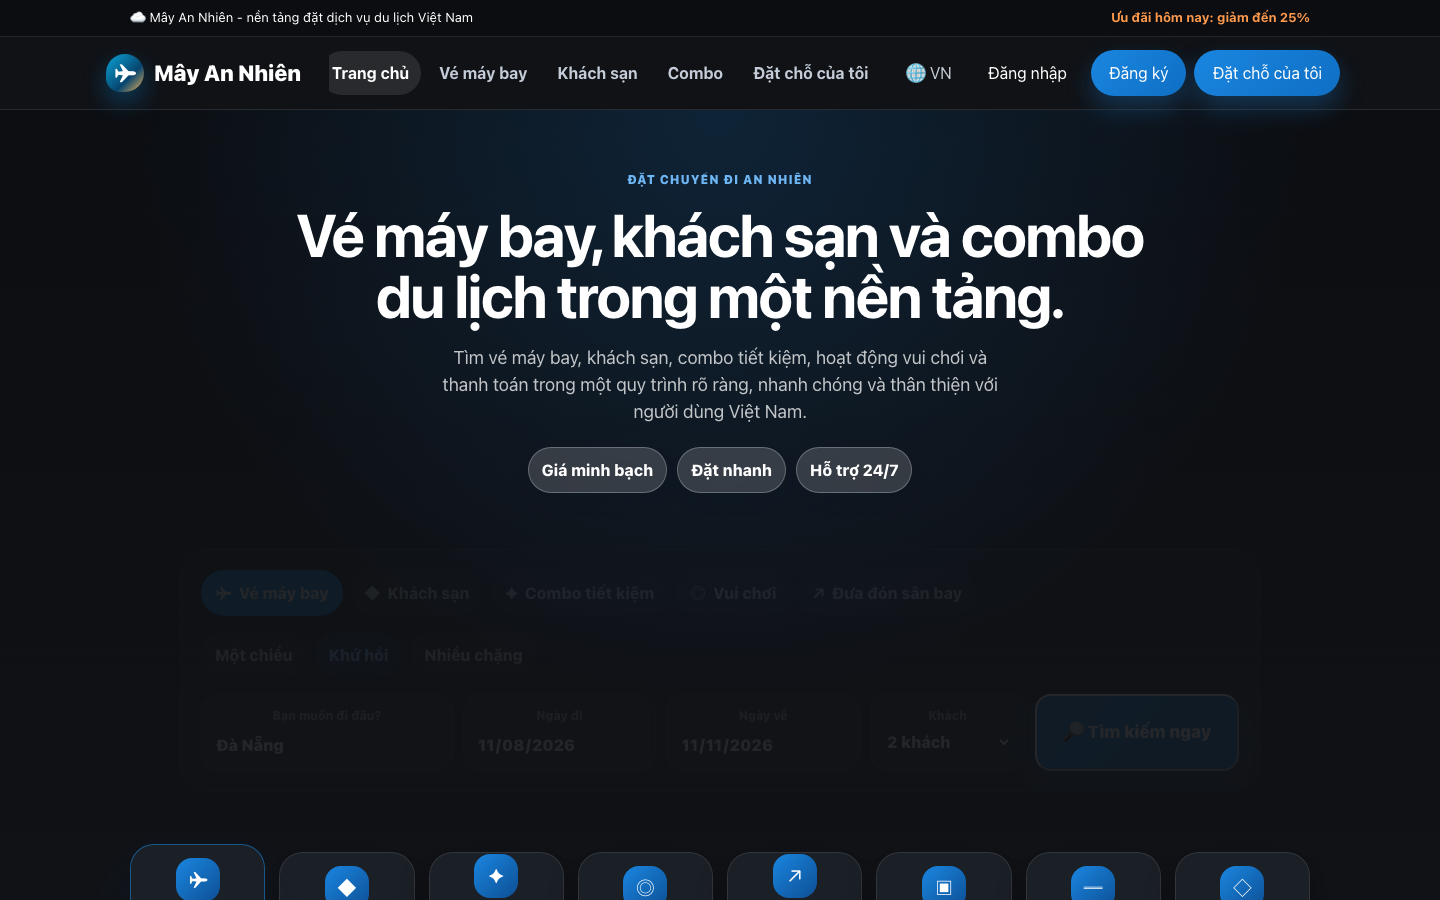 Mây An Nhiên - nền tảng đặt dịch vụ du lịch Việt Nam
Ưu đãi hôm nay: giảm đến 25%
Mây An Nhiên
Trang chủ
Vé máy bay
Khách sạn
Combo
Đặt chỗ của tôi
VN
Đăng nhập
Đăng ký
Đặt chỗ của tôi
ĐẶT CHUYẾN ĐI AN NHIÊN
Vé máy bay, khách sạn và combo
du lịch trong một nền tảng.
Tìm vé máy bay, khách sạn, combo tiết kiệm, hoạt động vui chơi và
thanh toán trong một quy trình rõ ràng, nhanh chóng và thân thiện với
người dùng Việt Nam.
Giá minh bạch
Đặt nhanh
Hỗ trợ 24/7
Vé máy bay
Khách sạn
Combo tiết kiệm
Vui chơi
Đưa đón sân bay
Một chiều
Khứ hồi
Nhiều chặng
Bạn muốn đi đâu?
Đà Nẵng
Ngày đi
11/08/2026
Ngày về
11/11/2026
Khách
2 khách
Tìm kiếm ngay